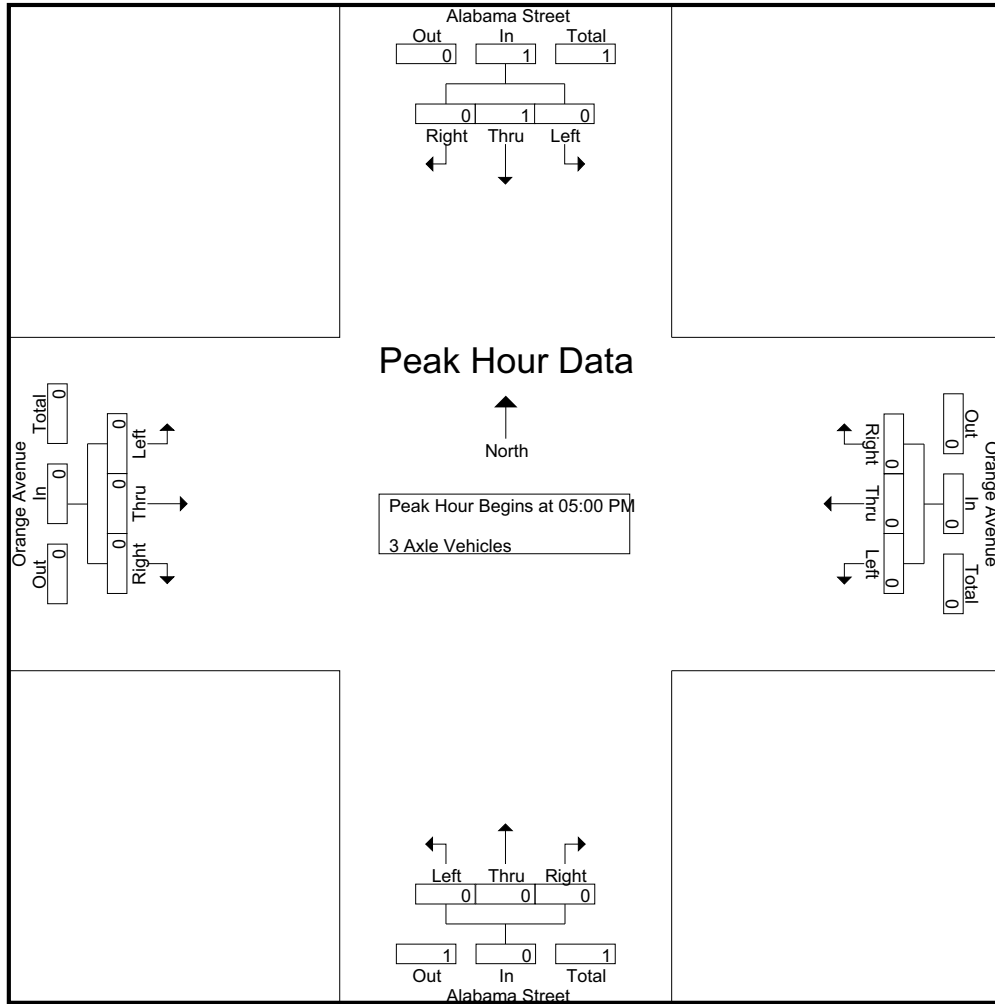 Alabama Street
Out In Total
0 1 1
0 1 0
Right Thru Left
Peak Hour Data
North
Peak Hour Begins at 05:00 PM
3 Axle Vehicles
Orange Avenue
Out In Total
0 0 0
0 0 0
Right Thru Left
Orange Avenue
Out In Total
0 0 0
0 0 0
Right Thru Left
Left Thru Right
0 0 0
1 0 1
Out In Total
Alabama Street